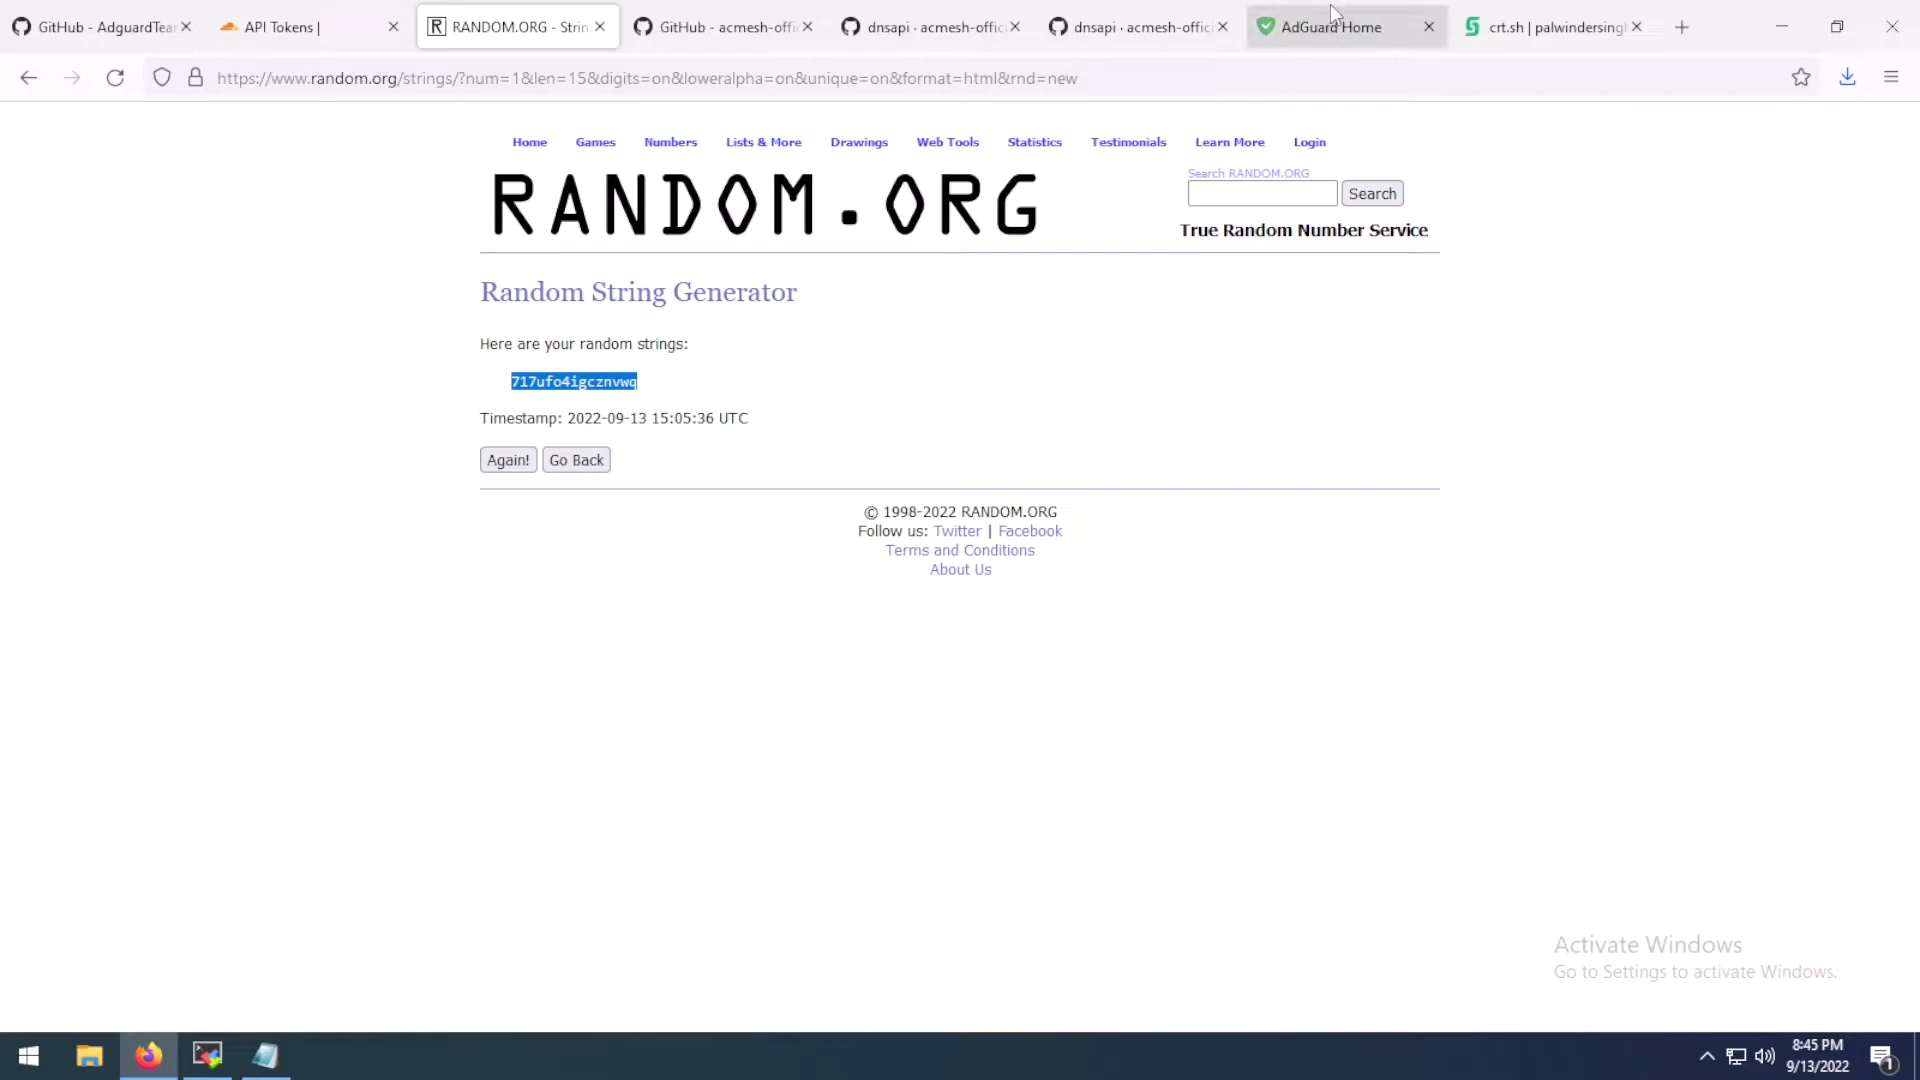 GitHub - AdguardTear
API Tokens |
RANDOM.ORG - Strin
GitHub - acmesh-offi
dnsapi · acmesh-offici
dnsapi · acmesh-offici
AdGuard Home
crt.sh | palwindersing
https://www.random.org/strings/?num=1&len=15&digits=on&loweralpha=on&unique=on&format=html&rnd=new
Home Games Numbers Lists & More Drawings Web Tools Statistics Testimonials Learn More Login
RANDOM.ORG
Search RANDOM.ORG
Search
True Random Number Service
Random String Generator
Here are your random strings:
717ufo4igcznvwq
Timestamp: 2022-09-13 15:05:36 UTC
Again! Go Back
© 1998-2022 RANDOM.ORG
Follow us: Twitter | Facebook
Terms and Conditions
About Us
Activate Windows
Go to Settings to activate Windows.
8:45 PM
9/13/2022
1